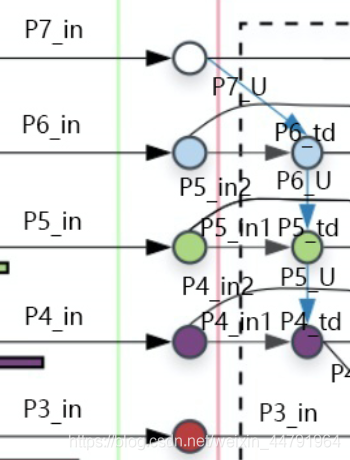 P7_in
P7_U
P6_in
P6_td
P5_in2
P6_U
P5_in
P5_in1
P5_td
P4_in2
P5_U
P4_in
P4_in1
P4_td
P3_in
P3_in
https://blog.csdn.net/weixin_44791964